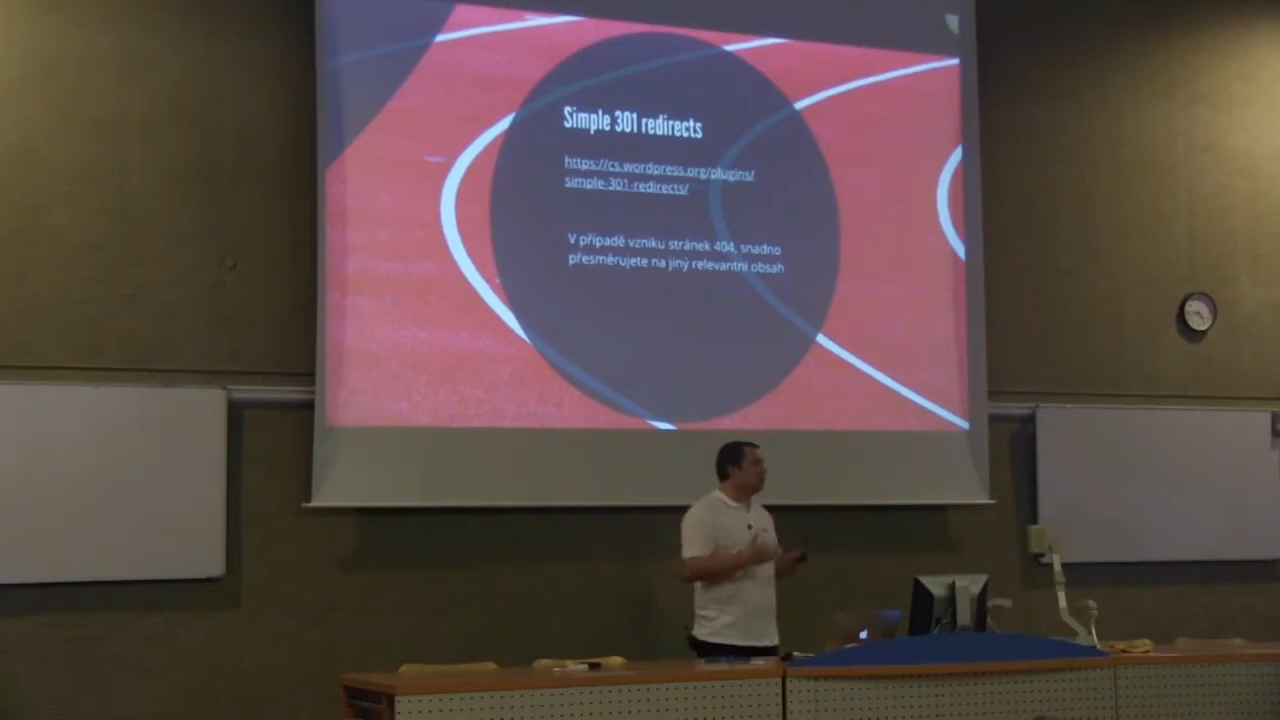 Simple 301 redirects
https://cs.wordpress.org/plugins/
simple-301-redirects/
V případě vzniku stránek 404, snadno
přesměrujete na jiný relevantní obsah